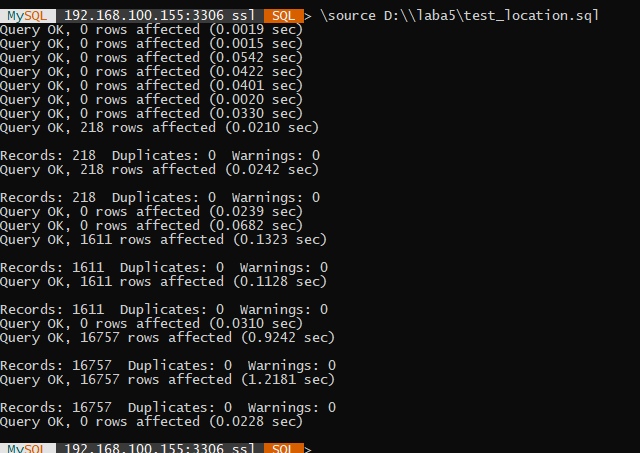 MySQL 192.168.100.155:3306 ssl SQL > \source D:\\laba5\test_location.sql
Query OK, 0 rows affected (0.0019 sec)
Query OK, 0 rows affected (0.0015 sec)
Query OK, 0 rows affected (0.0542 sec)
Query OK, 0 rows affected (0.0422 sec)
Query OK, 0 rows affected (0.0401 sec)
Query OK, 0 rows affected (0.0020 sec)
Query OK, 0 rows affected (0.0330 sec)
Query OK, 218 rows affected (0.0210 sec)
Records: 218  Duplicates: 0  Warnings: 0
Query OK, 218 rows affected (0.0242 sec)
Records: 218  Duplicates: 0  Warnings: 0
Query OK, 0 rows affected (0.0239 sec)
Query OK, 0 rows affected (0.0682 sec)
Query OK, 1611 rows affected (0.1323 sec)
Records: 1611  Duplicates: 0  Warnings: 0
Query OK, 1611 rows affected (0.1128 sec)
Records: 1611  Duplicates: 0  Warnings: 0
Query OK, 0 rows affected (0.0310 sec)
Query OK, 16757 rows affected (0.9242 sec)
Records: 16757  Duplicates: 0  Warnings: 0
Query OK, 16757 rows affected (1.2181 sec)
Records: 16757  Duplicates: 0  Warnings: 0
Query OK, 0 rows affected (0.0228 sec)
MySQL 192.168.100.155:3306 ssl SQL >